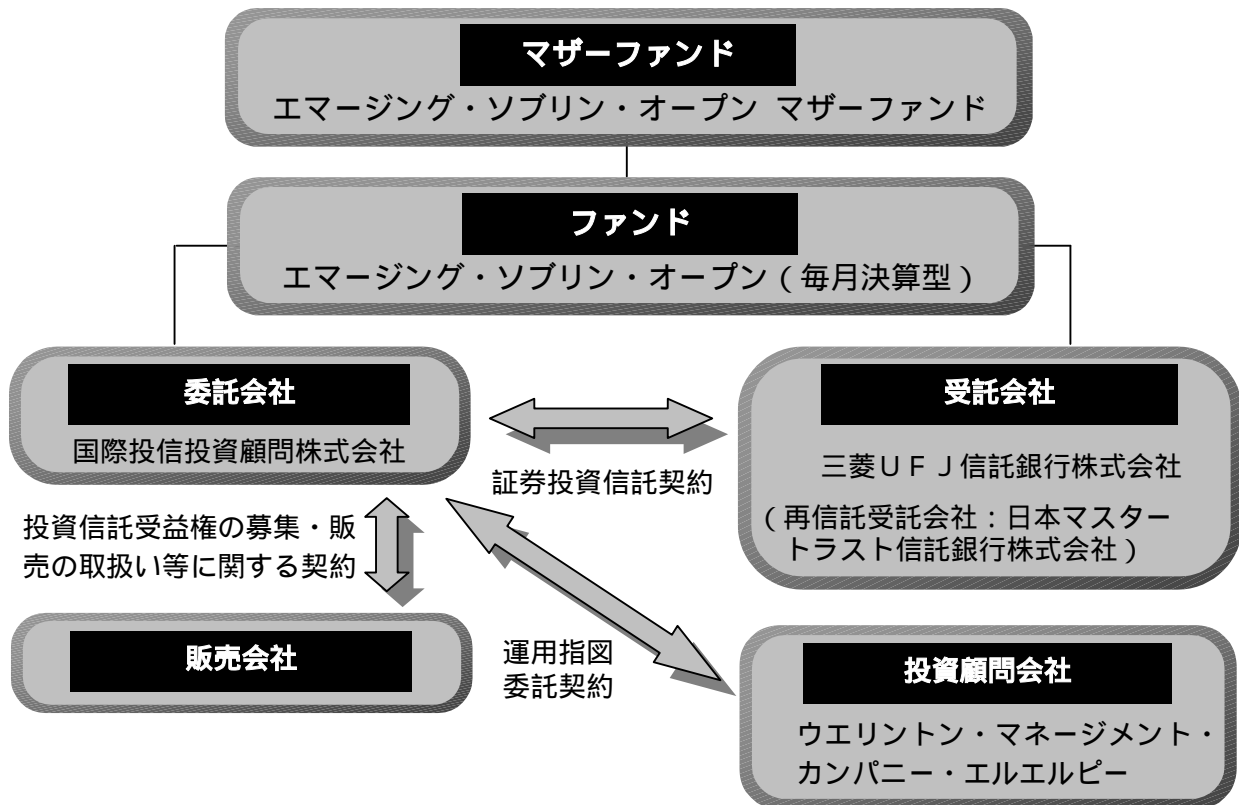 マザーファンド
エマージング・ソブリン・オープン マザーファンド
ファンド
エマージング・ソブリン・オープン（毎月決算型）
委託会社
国際投信投資顧問株式会社
受託会社
三菱ＵＦＪ信託銀行株式会社
（再信託受託会社：日本マスター
トラスト信託銀行株式会社）
証券投資信託契約
投資信託受益権の募集・販
売の取扱い等に関する契約
販売会社
運用指図
委託契約
投資顧問会社
ウエリントン・マネージメント・
カンパニー・エルエルピー